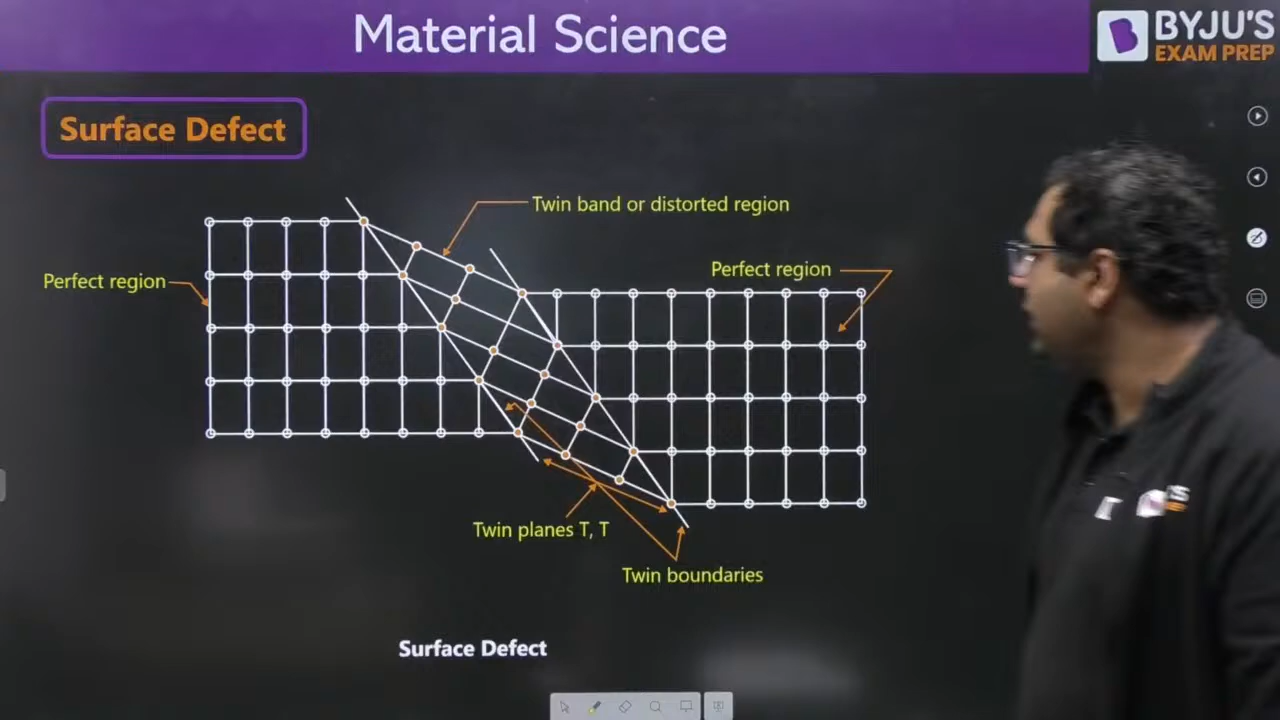 Material Science
BYJU'S
EXAM PREP
Surface Defect
Twin band or distorted region
Perfect region
Perfect region
Twin planes T, T
Twin boundaries
Surface Defect